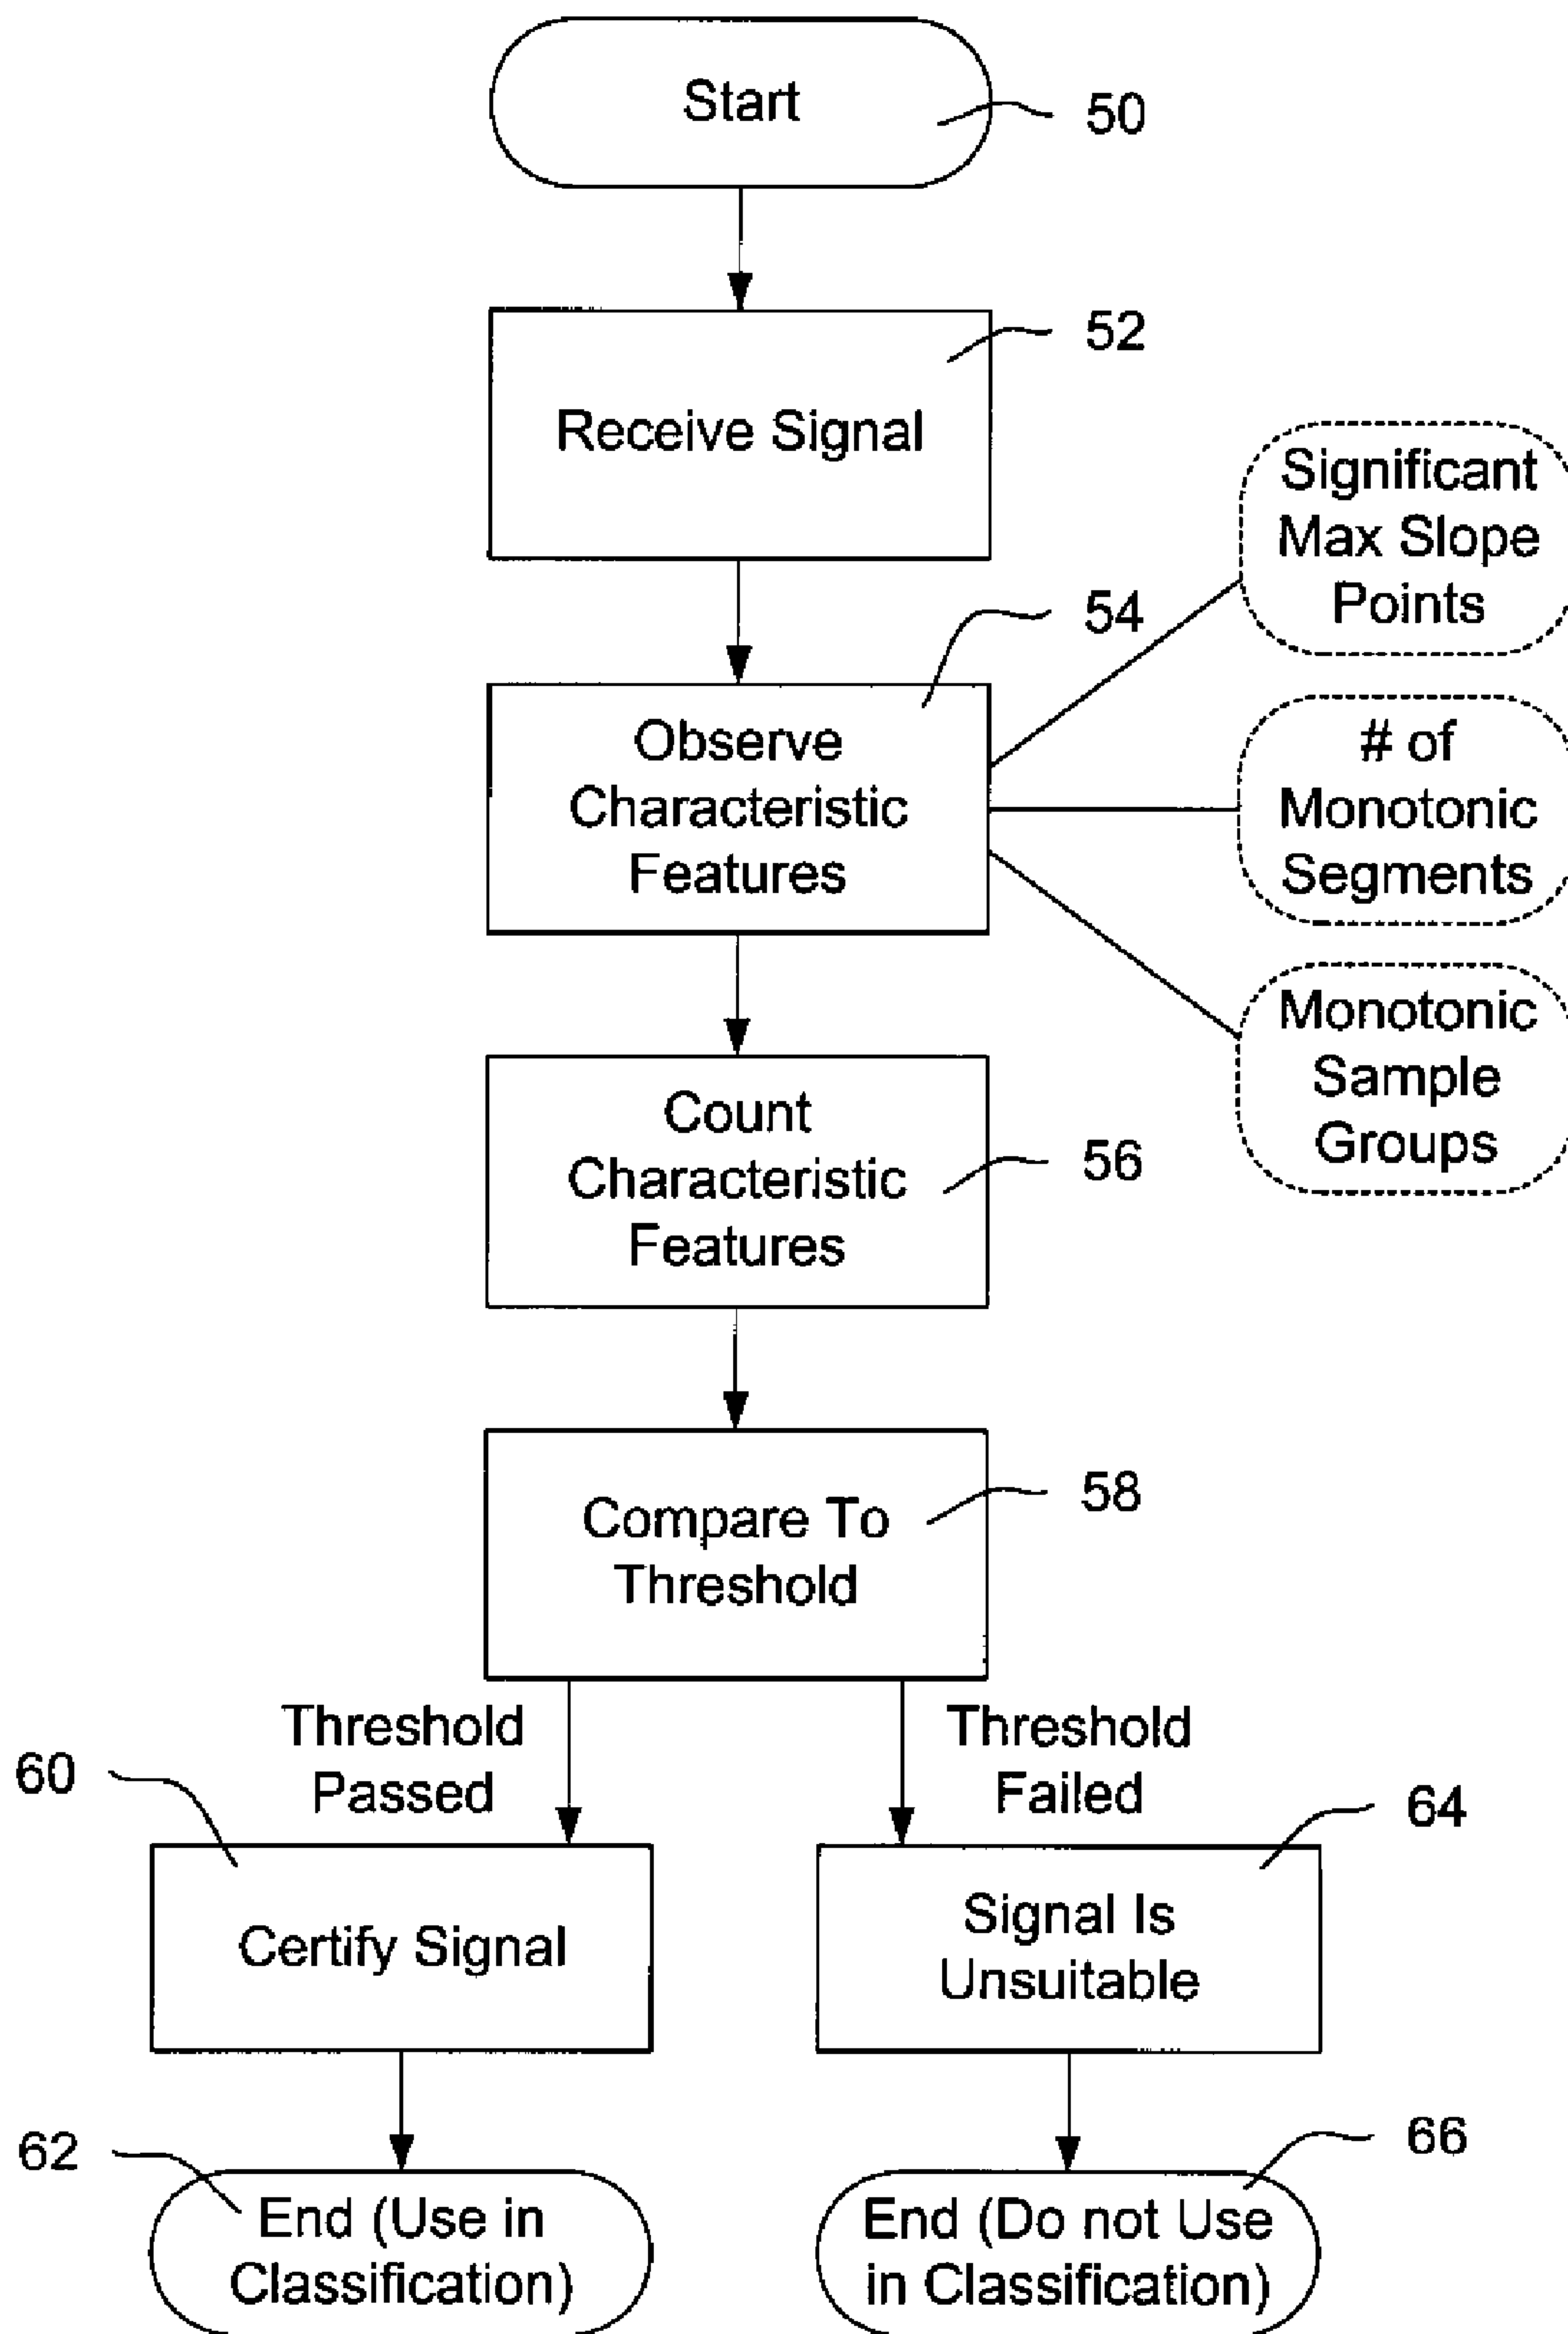 Start
50
52
Receive Signal
Significant
Max Slope
Points
54
Observe
Characteristic
Features
# of
Monotonic
Segments
Monotonic
Sample
Groups
Count
Characteristic
Features
56
58
Compare To
Threshold
Threshold
Passed
Threshold
Failed
60
64
Certify Signal
Signal Is
Unsuitable
62
66
End (Use in
Classification)
End (Do not Use
in Classification)